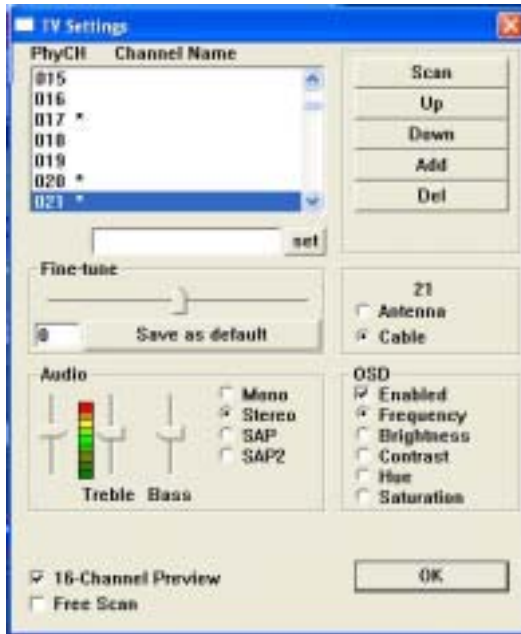 TV Settings
PhyCH Channel Name
015
016
017 *
018
019
020 *
021 *
set
Scan
Up
Down
Add
Del
Fine-tune
0
Save as default
21
Antenna
Cable
Audio
Mono
Stereo
SAP
SAP2
Treble Bass
OSD
Enabled
Frequency
Brightness
Contrast
Hue
Saturation
16-Channel Preview
Free Scan
OK